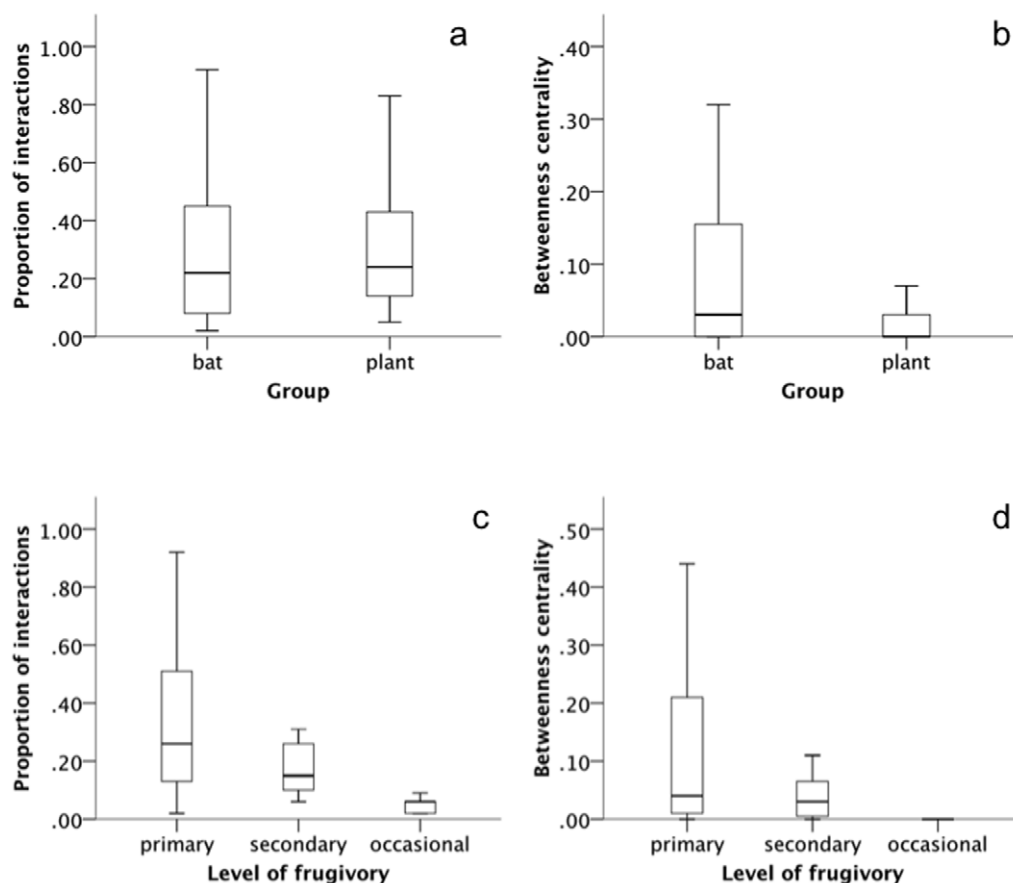 a
Proportion of interactions
1.00
.80
.60
.40
.20
.00
bat plant
Group
b
Betweenness centrality
.40
.30
.20
.10
.00
bat plant
Group
c
Proportion of interactions
1.00
.80
.60
.40
.20
.00
primary secondary occasional
Level of frugivory
d
Betweenness centrality
.50
.40
.30
.20
.10
.00
primary secondary occasional
Level of frugivory